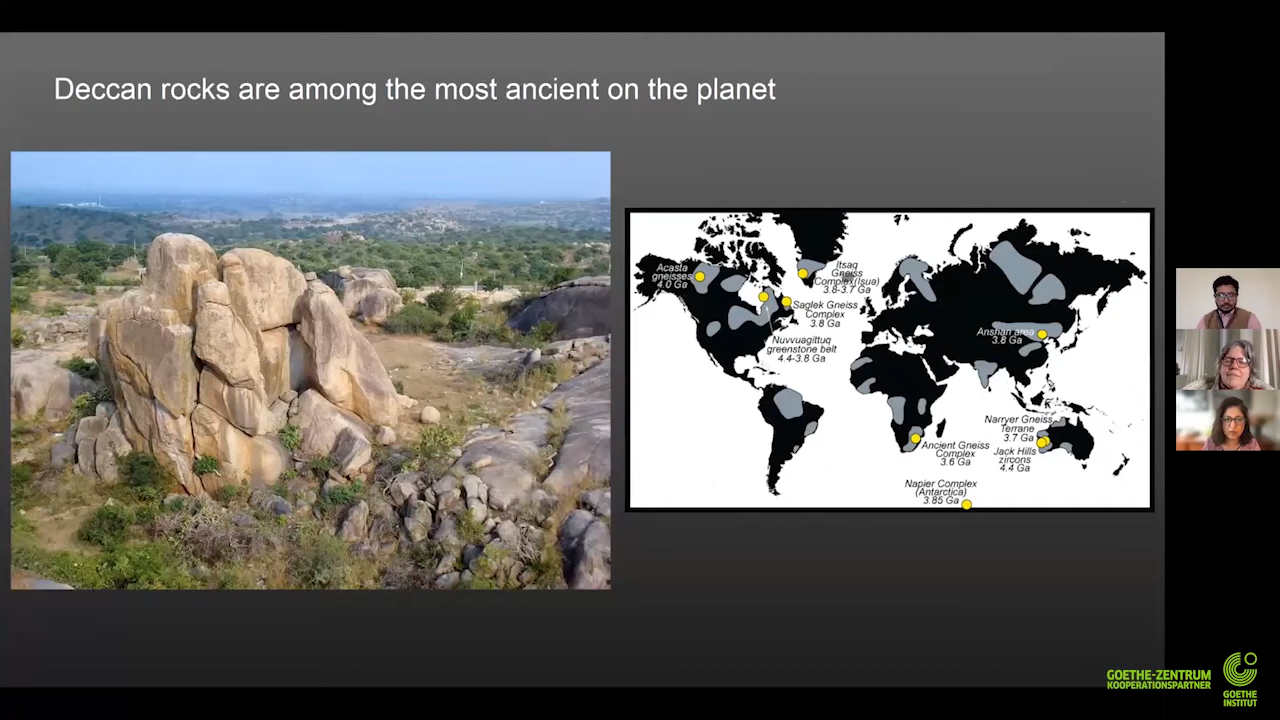 Deccan rocks are among the most ancient on the planet
Acasta
gneisses
4.0 Ga
Itsaq
Gneiss
Complex(Isua)
3.8-3.7 Ga
Saglek Gneiss
Complex
3.8 Ga
Nuvvuagittuq
greenstone belt
4.4-3.8 Ga
Anshan area
3.8 Ga
Narryer Gneiss
Terrane
3.7 Ga
Jack Hills
zircons
4.4 Ga
Ancient Gneiss
Complex
3.6 Ga
Napier Complex
(Antarctica)
3.85 Ga
GOETHE-ZENTRUM
KOOPERATIONSPARTNER
GOETHE
INSTITUT